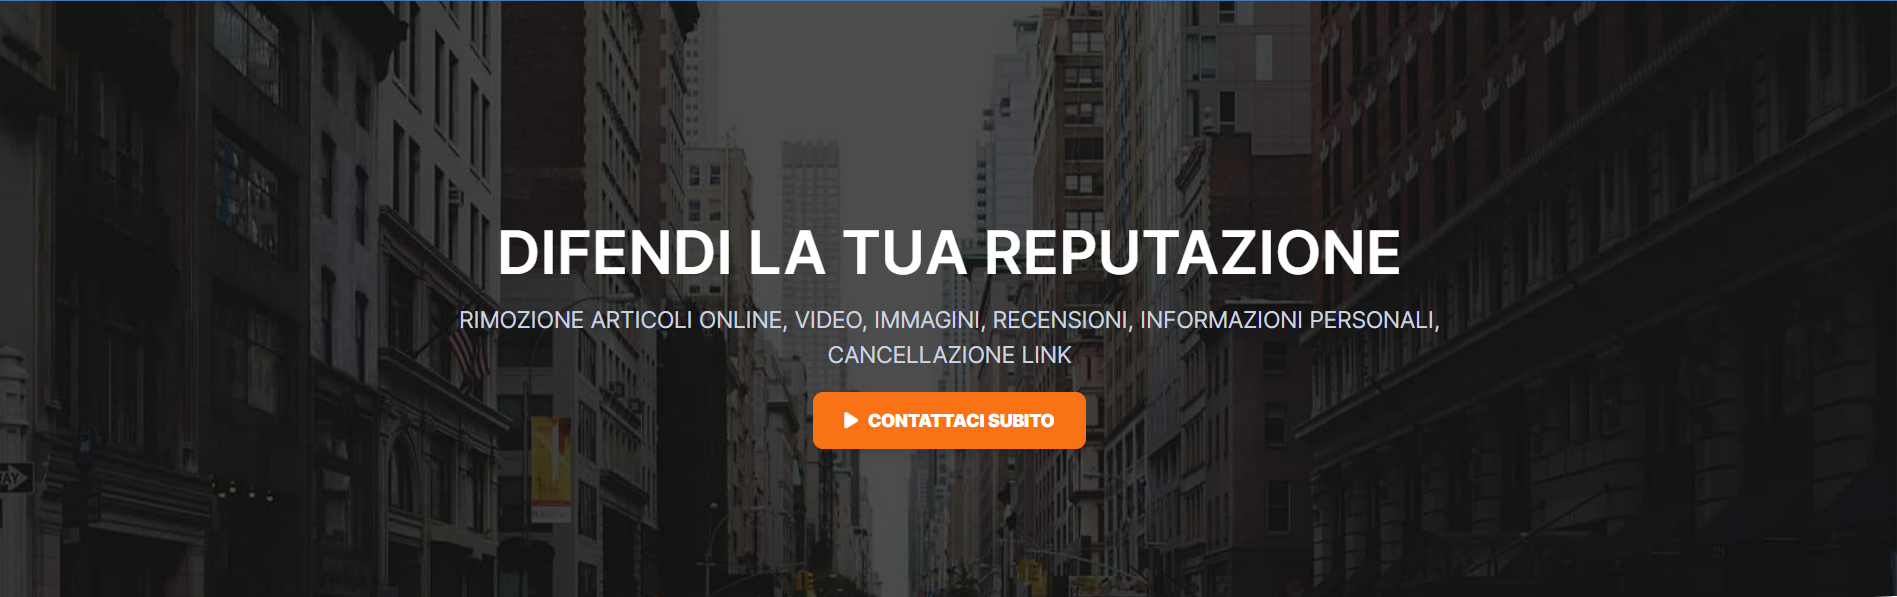 DIFENDI LA TUA REPUTAZIONE
RIMOZIONE ARTICOLI ONLINE, VIDEO, IMMAGINI, RECENSIONI, INFORMAZIONI PERSONALI,
CANCELLAZIONE LINK
CONTATTACI SUBITO